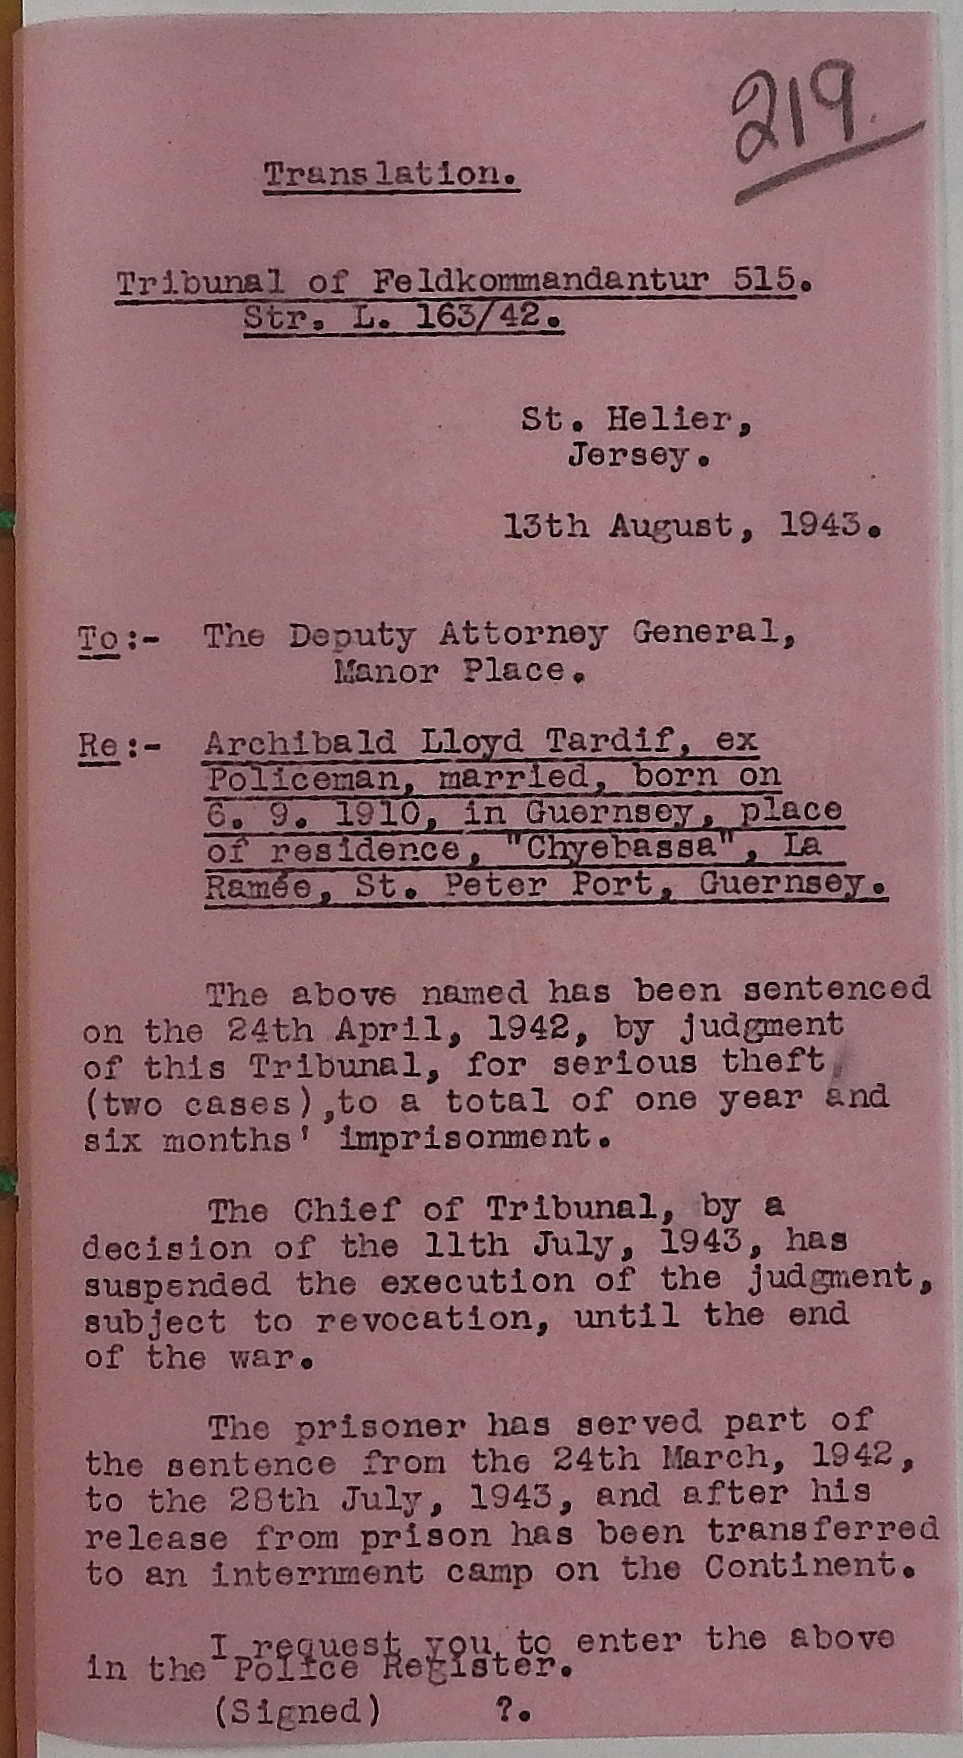 219.
Translation.
Tribunal of Feldkommandantur 515.
Str. L. 163/42.
St. Helier,
Jersey.
13th August, 1943.
To:- The Deputy Attorney General,
Manor Place.
Re:- Archibald Lloyd Tardif, ex
Policeman, married, born on
6. 9. 1910, in Guernsey, place
of residence, "Chyebassa", La
Ramée, St. Peter Port, Guernsey.
The above named has been sentenced
on the 24th April, 1942, by judgment
of this Tribunal, for serious theft
(two cases),to a total of one year and
six months' imprisonment.
The Chief of Tribunal, by a
decision of the 11th July, 1943, has
suspended the execution of the judgment,
subject to revocation, until the end
of the war.
The prisoner has served part of
the sentence from the 24th March, 1942,
to the 28th July, 1943, and after his
release from prison has been transferred
to an internment camp on the Continent.
I request you to enter the above
in the Police Register.
(Signed) ?.